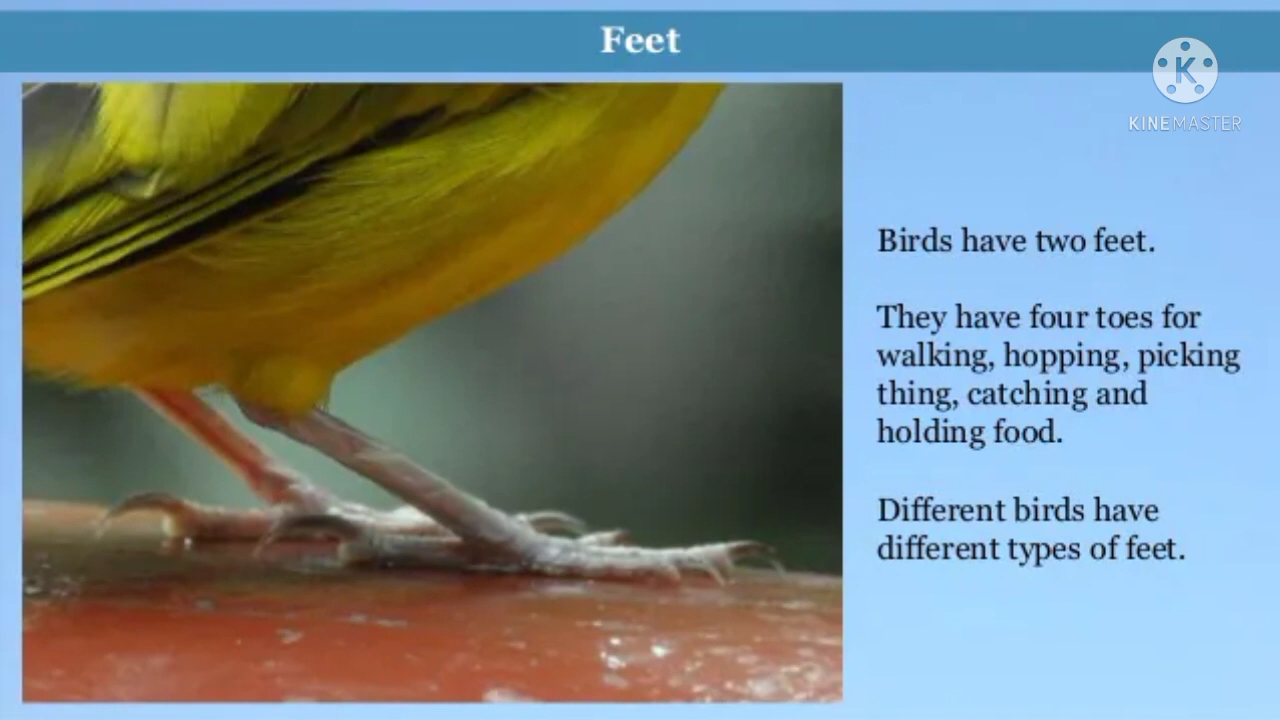 Feet
KINEMASTER
Birds have two feet.
They have four toes for
walking, hopping, picking
thing, catching and
holding food.
Different birds have
different types of feet.